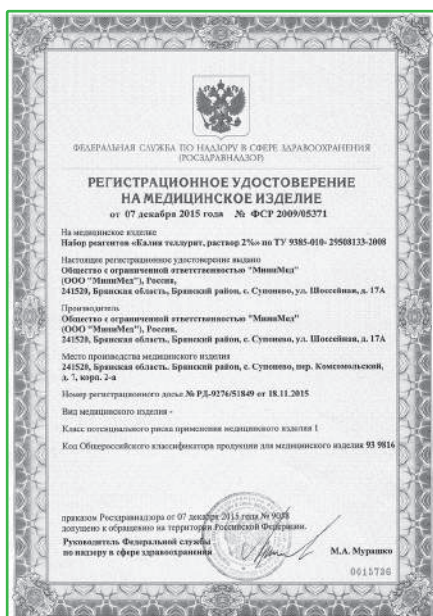 ФЕДЕРАЛЬНАЯ СЛУЖБА ПО НАДЗОРУ В СФЕРЕ ЗДРАВООХРАНЕНИЯ
(РОСЗДРАВНАДЗОР)
РЕГИСТРАЦИОННОЕ УДОСТОВЕРЕНИЕ
НА МЕДИЦИНСКОЕ ИЗДЕЛИЕ
от 07 декабря 2015 года № ФСР 2009/05371
На медицинское изделие
Набор реагентов «Калия теллурит, раствор 2%» по ТУ 9385-010- 29508133-2008
Настоящее регистрационное удостоверение выдано
Общество с ограниченной ответственностью "МиниМед"
(ООО "МиниМед"), Россия,
241520, Брянская область, Брянский район, с. Супонево, ул. Шоссейная, д. 17А
Производитель
Общество с ограниченной ответственностью "МиниМед"
(ООО "МиниМед"), Россия,
241520, Брянская область, Брянский район, с. Супонево, ул. Шоссейная, д. 17А
Место производства медицинского изделия
241520, Брянская область, Брянский район, с. Супонево, пер. Комсомольский,
д. 7, корп. 2-а
Номер регистрационного досье № РД-9276/51849 от 18.11.2015
Вид медицинского изделия -
Класс потенциального риска применения медицинского изделия 1
Код Общероссийского классификатора продукции для медицинского изделия 93 9816
приказом Росздравнадзора от 07 декабря 2015 года № 9038
допущено к обращению на территории Российской Федерации.
Руководитель Федеральной службы
по надзору в сфере здравоохранения
М.А. Мурашко
0015736